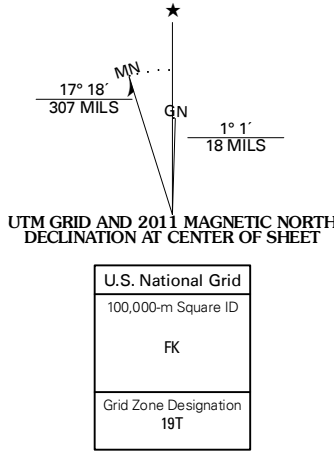 ★
MN
17° 18´
307 MILS
GN
1° 1´
18 MILS
UTM GRID AND 2011 MAGNETIC NORTH
DECLINATION AT CENTER OF SHEET
U.S. National Grid
100,000-m Square ID
FK
Grid Zone Designation
19T